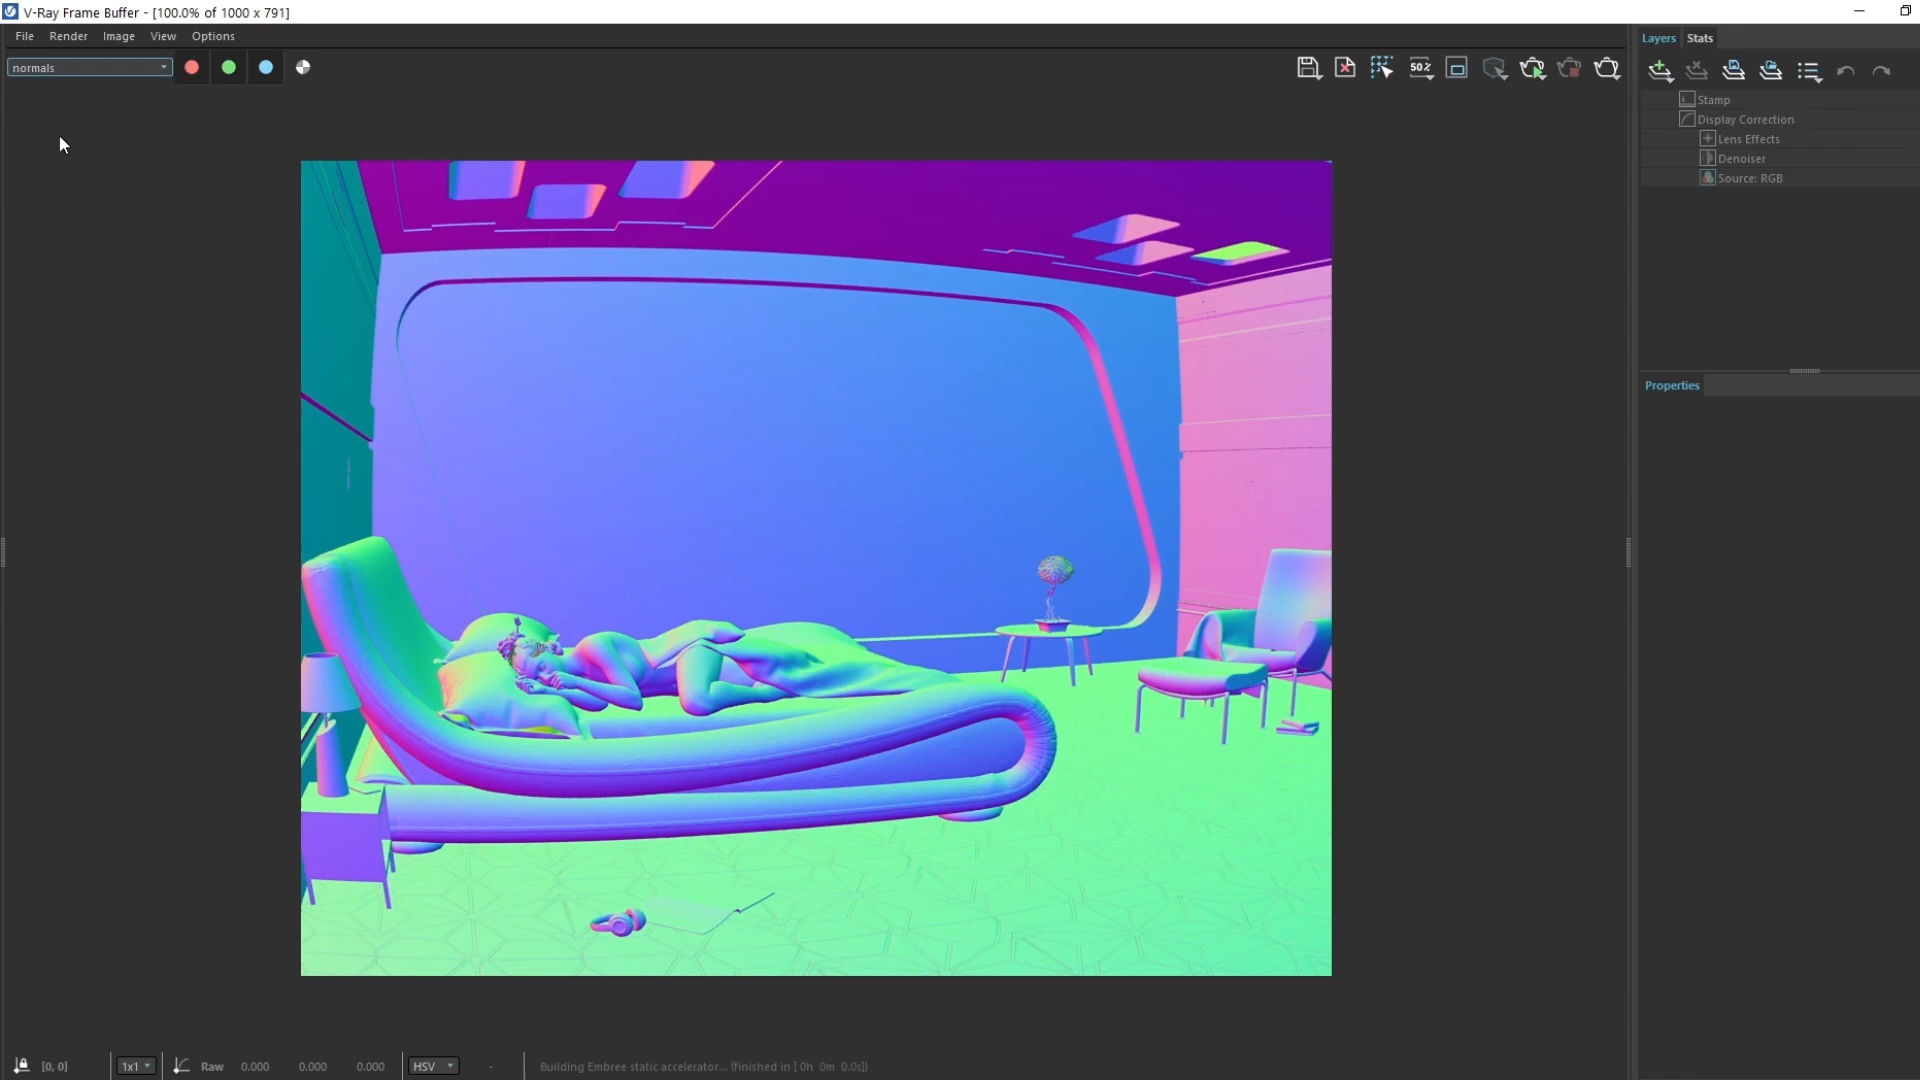 V-Ray Frame Buffer - [100.0% of 1000 x 791]
File Render Image View Options
Layers Stats
normals
50%
Stamp
Display Correction
Lens Effects
Denoiser
Source: RGB
Properties
[0, 0] 1x1 Raw 0.000 0.000 0.000 HSV - Building Embree static accelerator... (finished in [ 0h 0m 0.0s])